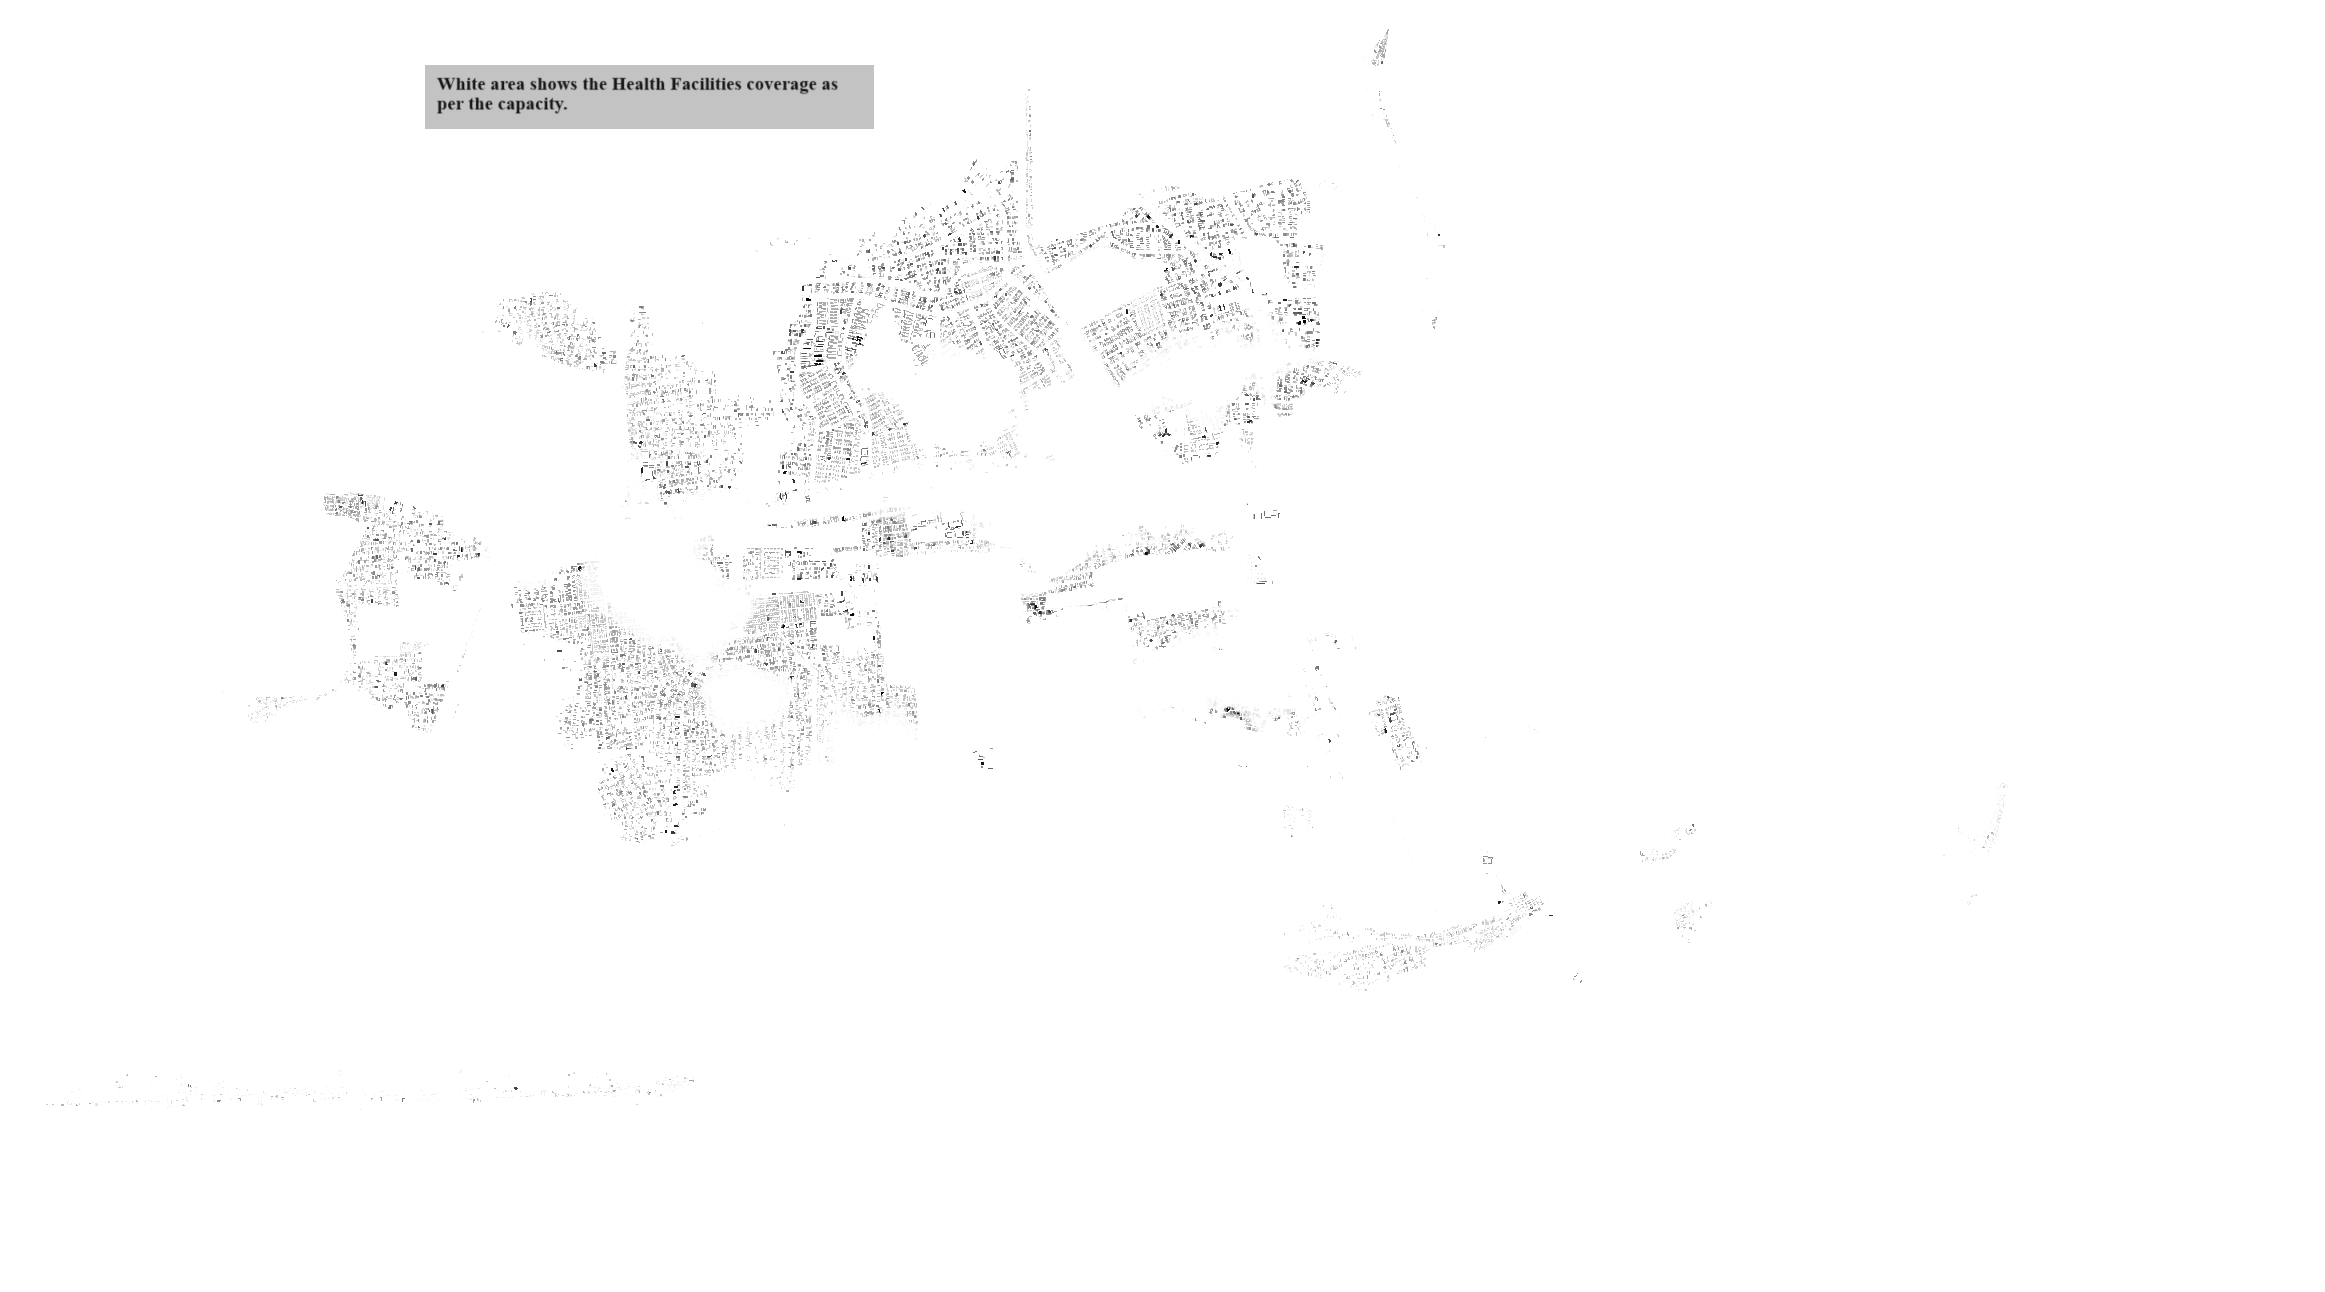 White area shows the Health Facilities coverage as
per the capacity.